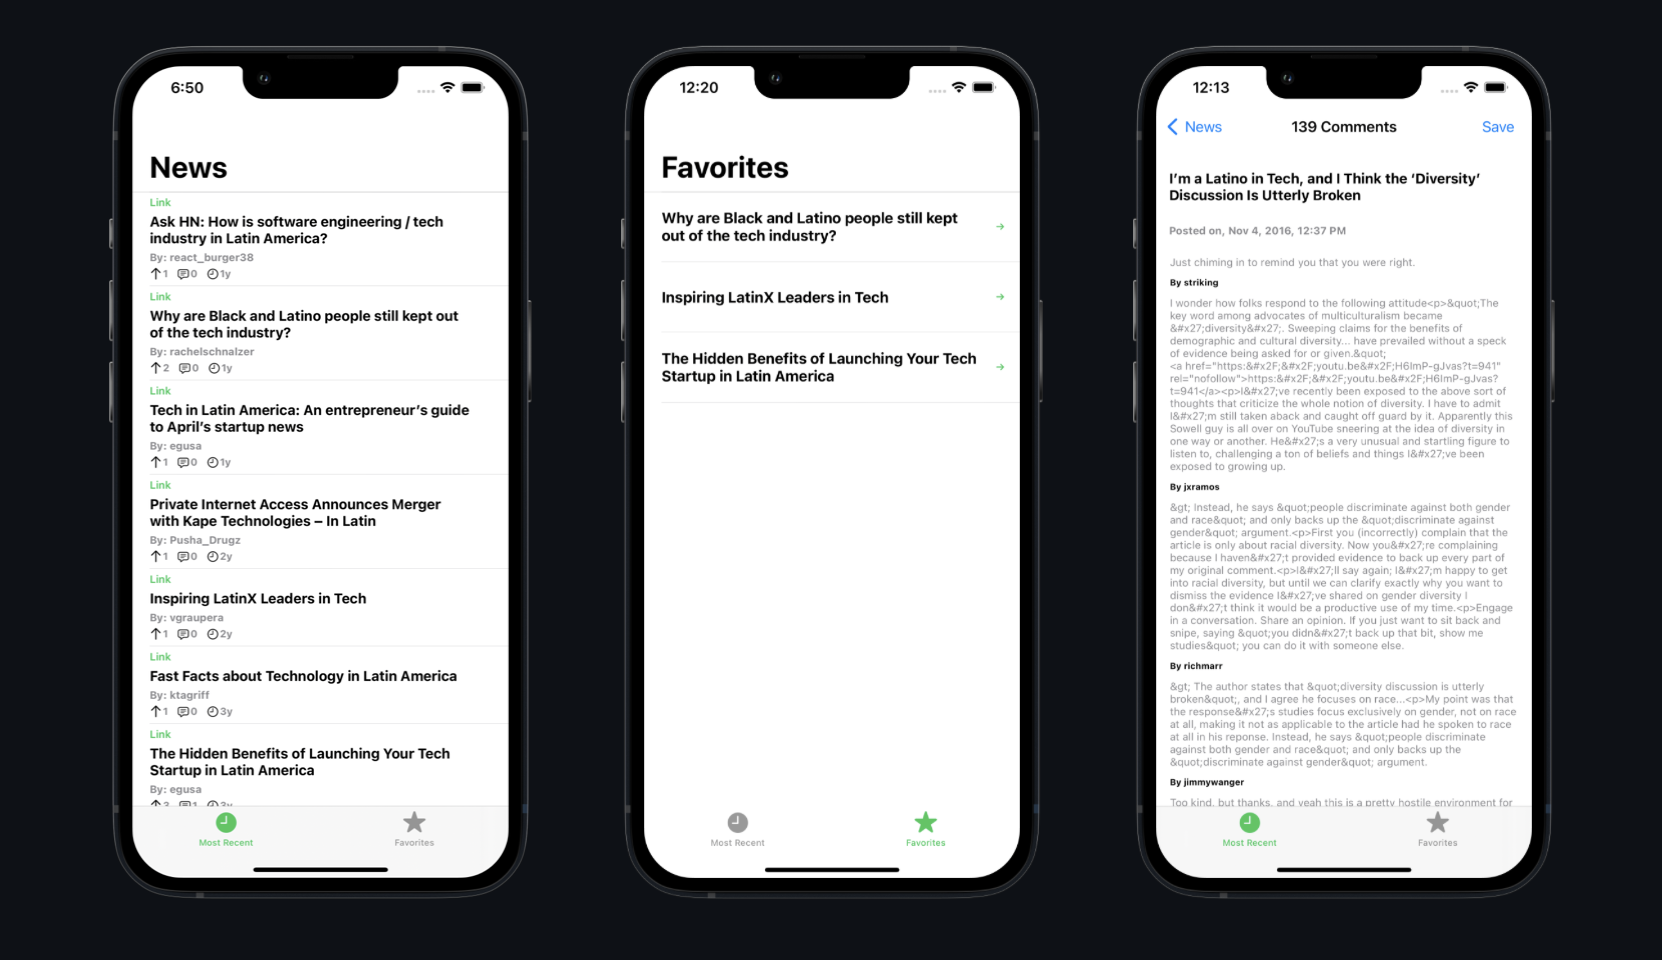 6:50
News
Link
Ask HN: How is software engineering / tech
industry in Latin America?
By: react_burger38
1 0 1y
Link
Why are Black and Latino people still kept out
of the tech industry?
By: rachelschnalzer
2 0 1y
Link
Tech in Latin America: An entrepreneur’s guide
to April’s startup news
By: egusa
1 0 1y
Link
Private Internet Access Announces Merger
with Kape Technologies – In Latin
By: Pusha_Drugz
1 0 2y
Link
Inspiring LatinX Leaders in Tech
By: vgraupera
1 0 2y
Link
Fast Facts about Technology in Latin America
By: ktagriff
1 0 3y
Link
The Hidden Benefits of Launching Your Tech
Startup in Latin America
By: egusa
3 1 3y
Most Recent
Favorites
12:20
Favorites
Why are Black and Latino people still kept
out of the tech industry?
Inspiring LatinX Leaders in Tech
The Hidden Benefits of Launching Your Tech
Startup in Latin America
Most Recent
Favorites
12:13
News
139 Comments
Save
I’m a Latino in Tech, and I Think the ‘Diversity’
Discussion Is Utterly Broken
Posted on, Nov 4, 2016, 12:37 PM
Just chiming in to remind you that you were right.
By striking
I wonder how folks respond to the following attitude<p>&quot;The
key word among advocates of multiculturalism became
&#x27;diversity&#x27;. Sweeping claims for the benefits of
demographic and cultural diversity... have prevailed without a speck
of evidence being asked for or given.&quot;
<a href="https:&#x2F;&#x2F;youtu.be&#x2F;H6ImP-gJvas?t=941"
rel="nofollow">https:&#x2F;&#x2F;youtu.be&#x2F;H6ImP-gJvas?
t=941</a><p>I&#x27;ve recently been exposed to the above sort of
thoughts that criticize the whole notion of diversity. I have to admit
I&#x27;m still taken aback and caught off guard by it. Apparently this
Sowell guy is all over on YouTube sneering at the idea of diversity in
one way or another. He&#x27;s a very unusual and startling figure to
listen to, challenging a ton of beliefs and things I&#x27;ve been
exposed to growing up.
By jxramos
&gt; Instead, he says &quot;people discriminate against both gender
and race&quot; and only backs up the &quot;discriminate against
gender&quot; argument.<p>First you (incorrectly) complain that the
article is only about racial diversity. Now you&#x27;re complaining
because I haven&#x27;t provided evidence to back up every part of
my original comment.<p>I&#x27;ll say again; I&#x27;m happy to get
into racial diversity, but until we can clarify exactly why you want to
dismiss the evidence I&#x27;ve shared on gender diversity I
don&#x27;t think it would be a productive use of my time.<p>Engage
in a conversation. Share an opinion. If you just want to sit back and
snipe, saying &quot;you didn&#x27;t back up that bit, show me
studies&quot; you can do it with someone else.
By richmarr
&gt; The author states that &quot;diversity discussion is utterly
broken&quot;, and I agree he focuses on race...<p>My point was that
the response&#x27;s studies focus exclusively on gender, not on race
at all, making it not as applicable to the article had he spoken to race
at all in his reponse. Instead, he says &quot;people discriminate
against both gender and race&quot; and only backs up the
&quot;discriminate against gender&quot; argument.
By jimmywanger
Too kind, but thanks, and yeah this is a pretty hostile environment for
Most Recent
Favorites